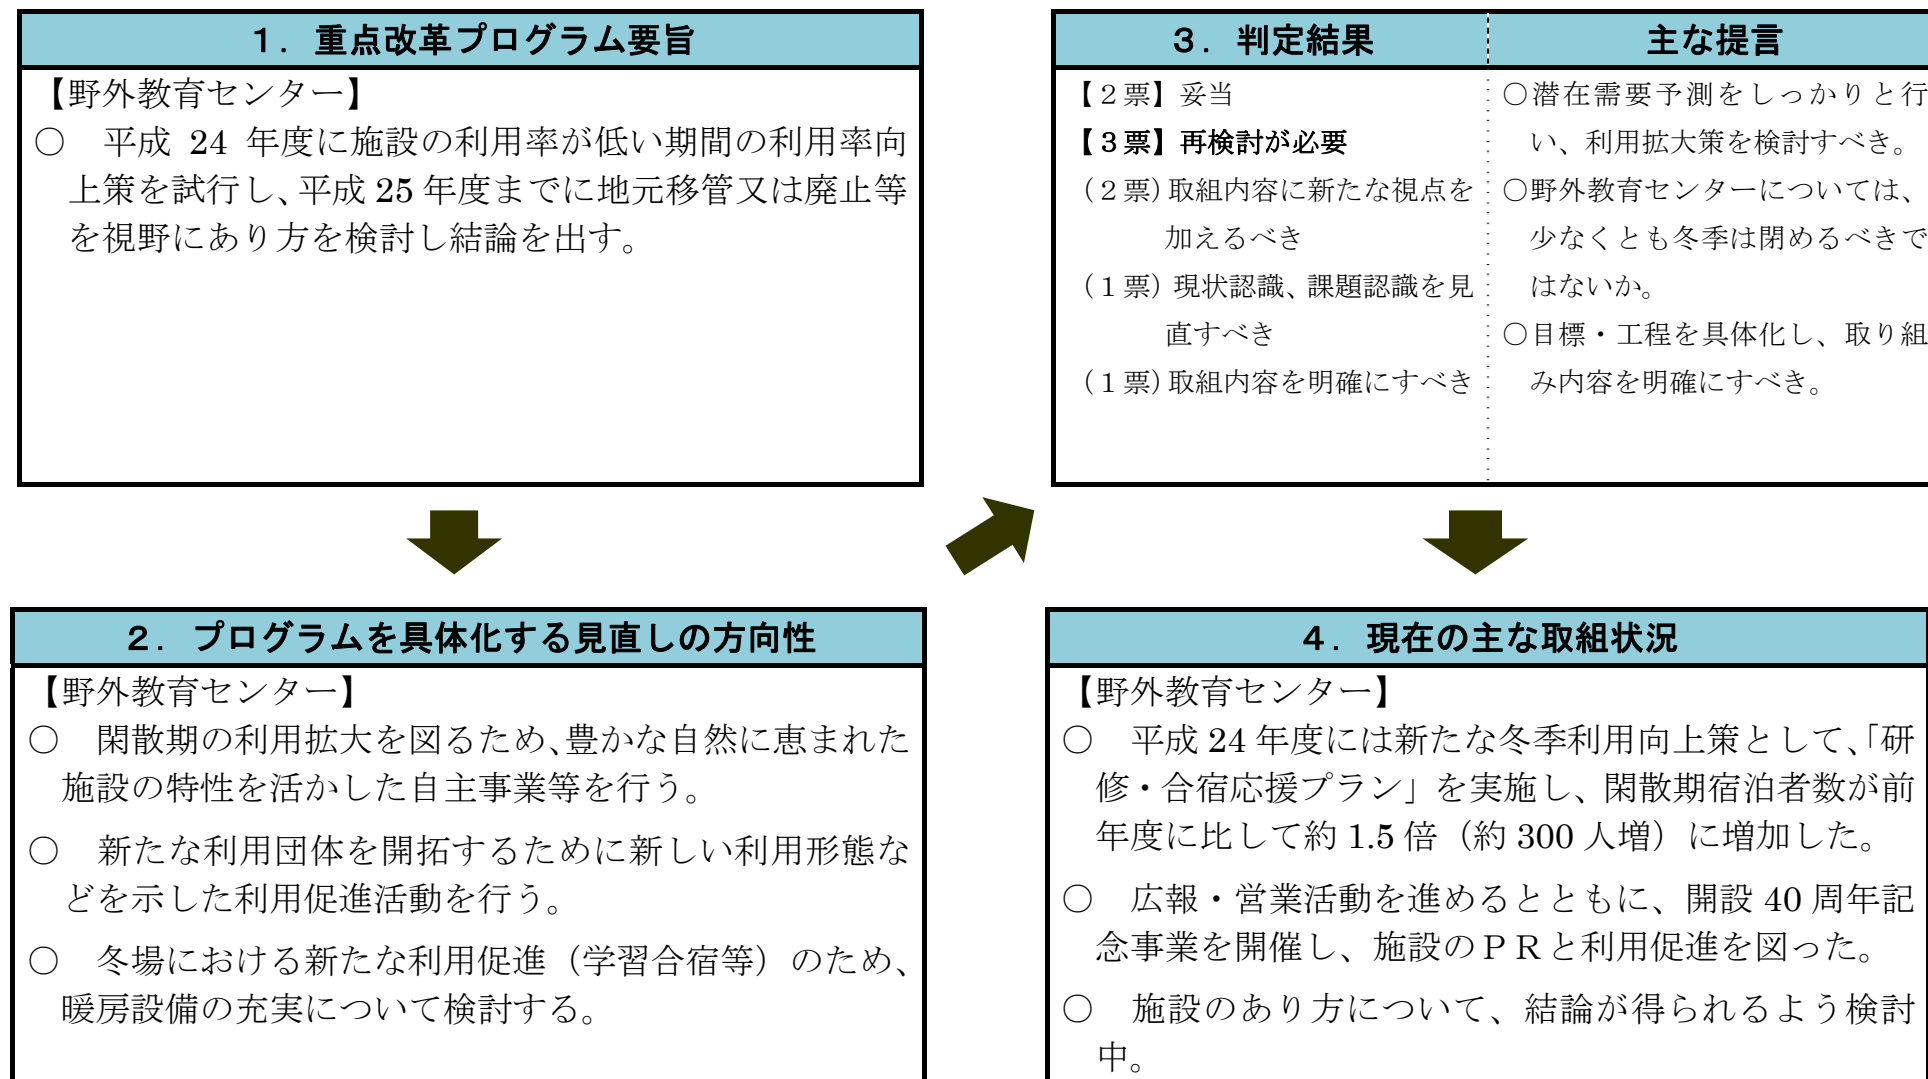 １．重点改革プログラム要旨
【野外教育センター】
○　平成 24 年度に施設の利用率が低い期間の利用率向
上策を試行し、平成 25 年度までに地元移管又は廃止等
を視野にあり方を検討し結論を出す。
２．プログラムを具体化する見直しの方向性
【野外教育センター】
○　閑散期の利用拡大を図るため、豊かな自然に恵まれた
施設の特性を活かした自主事業等を行う。
○　新たな利用団体を開拓するために新しい利用形態な
どを示した利用促進活動を行う。
○　冬場における新たな利用促進（学習合宿等）のため、
暖房設備の充実について検討する。
３．判定結果
【２票】妥当
【３票】再検討が必要
（２票）取組内容に新たな視点を
加えるべき
（１票）現状認識、課題認識を見
直すべき
（１票）取組内容を明確にすべき
主な提言
○潜在需要予測をしっかりと行
い、利用拡大策を検討すべき。
○野外教育センターについては、
少なくとも冬季は閉めるべきで
はないか。
○目標・工程を具体化し、取り組
み内容を明確にすべき。
４．現在の主な取組状況
【野外教育センター】
○　平成 24 年度には新たな冬季利用向上策として、「研
修・合宿応援プラン」を実施し、閑散期宿泊者数が前
年度に比して約 1.5 倍（約 300 人増）に増加した。
○　広報・営業活動を進めるとともに、開設 40 周年記
念事業を開催し、施設のＰＲと利用促進を図った。
○　施設のあり方について、結論が得られるよう検討
中。